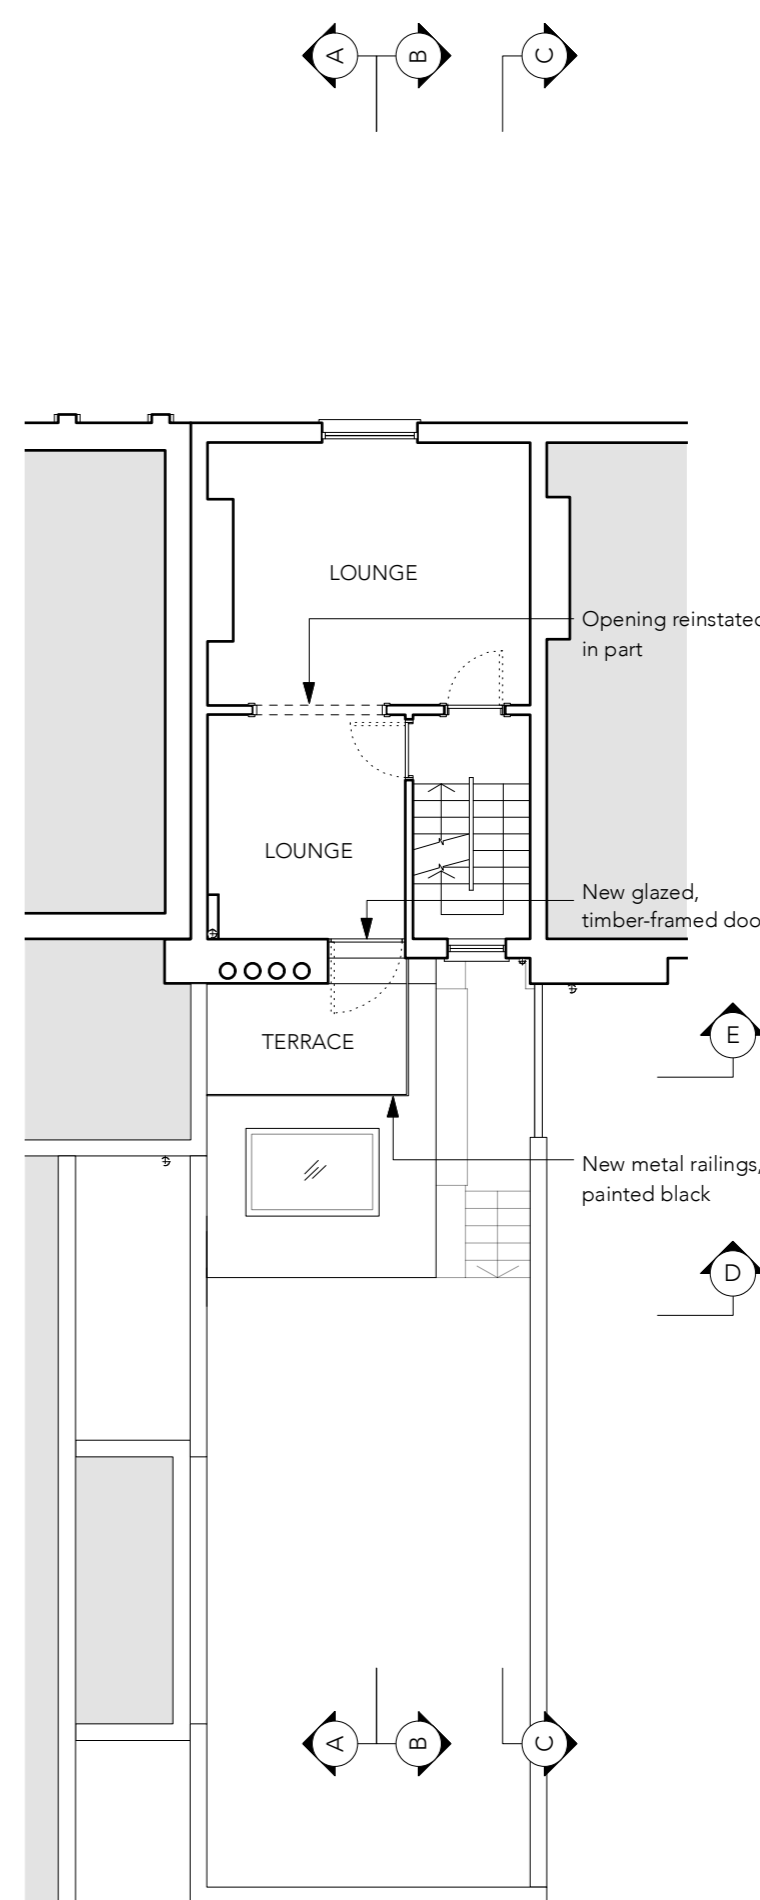 A B C
LOUNGE
Opening reinstated
in part
LOUNGE
New glazed,
timber-framed doo
TERRACE
E
New metal railings,
painted black
D
A B C